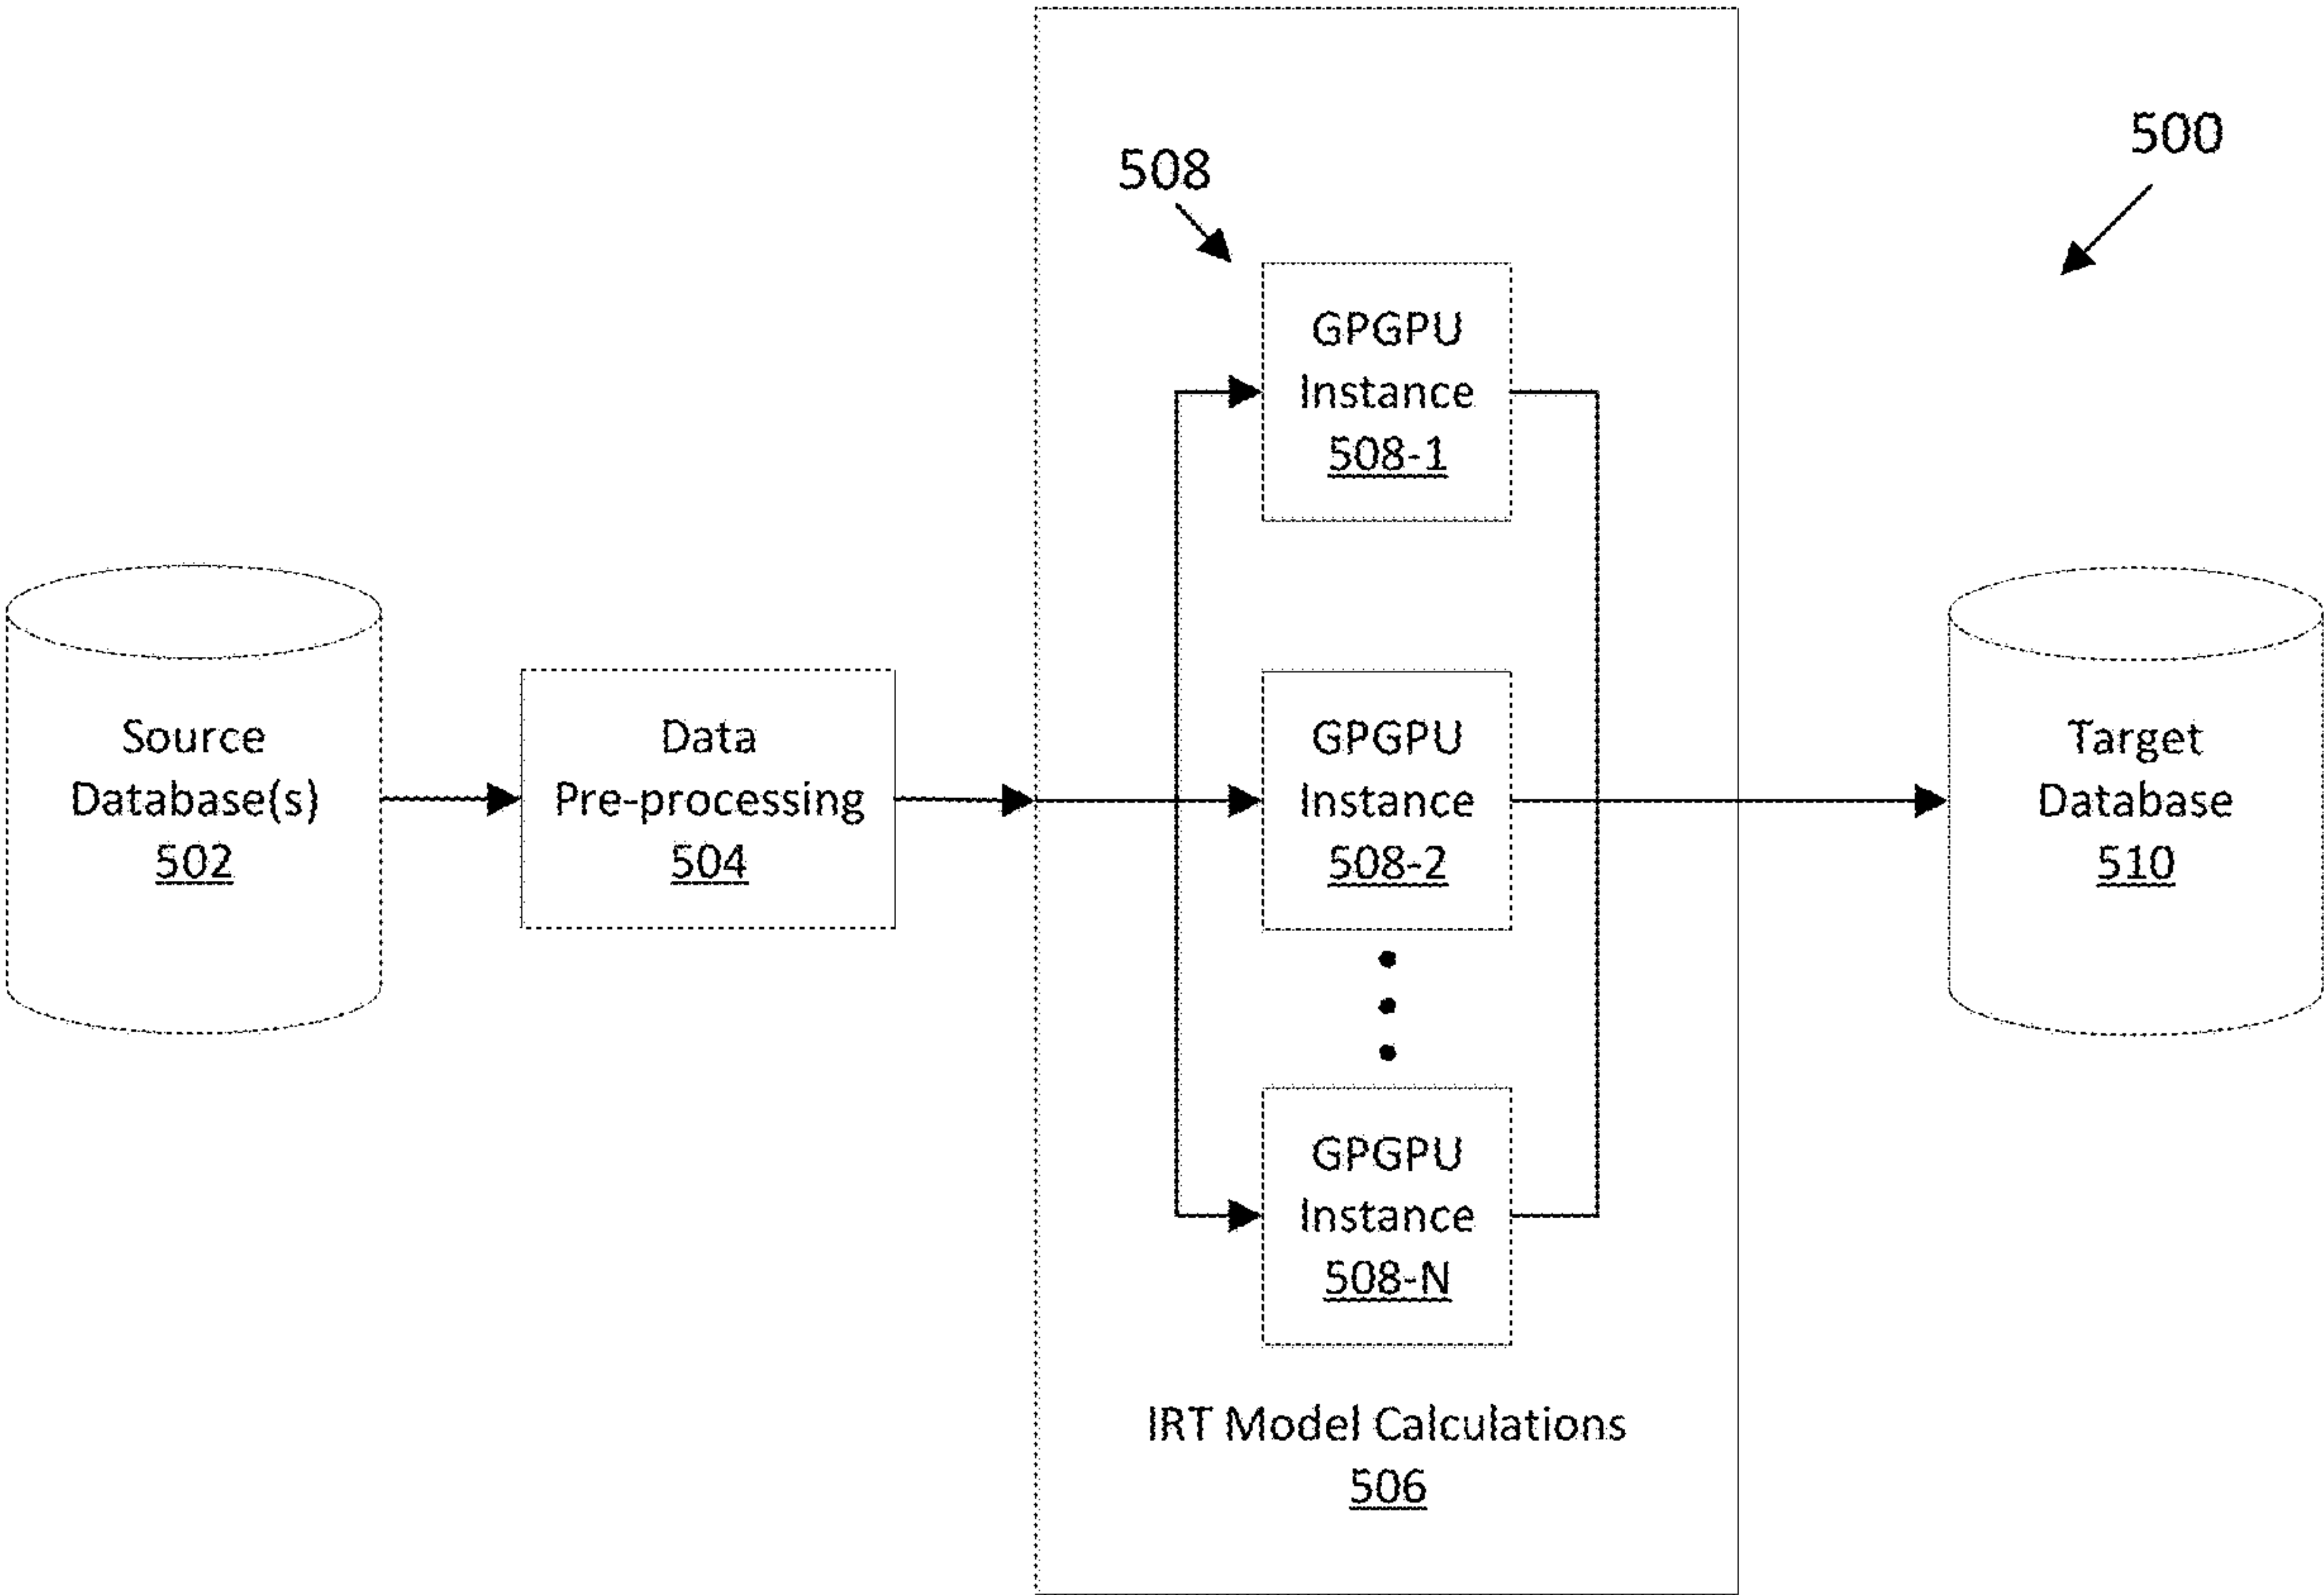 500
508
GPGPU
Instance
508-1
Source
Database(s)
502
Data
Pre-processing
504
GPGPU
Instance
508-2
Target
Database
510
GPGPU
Instance
508-N
IRT Model Calculations
506